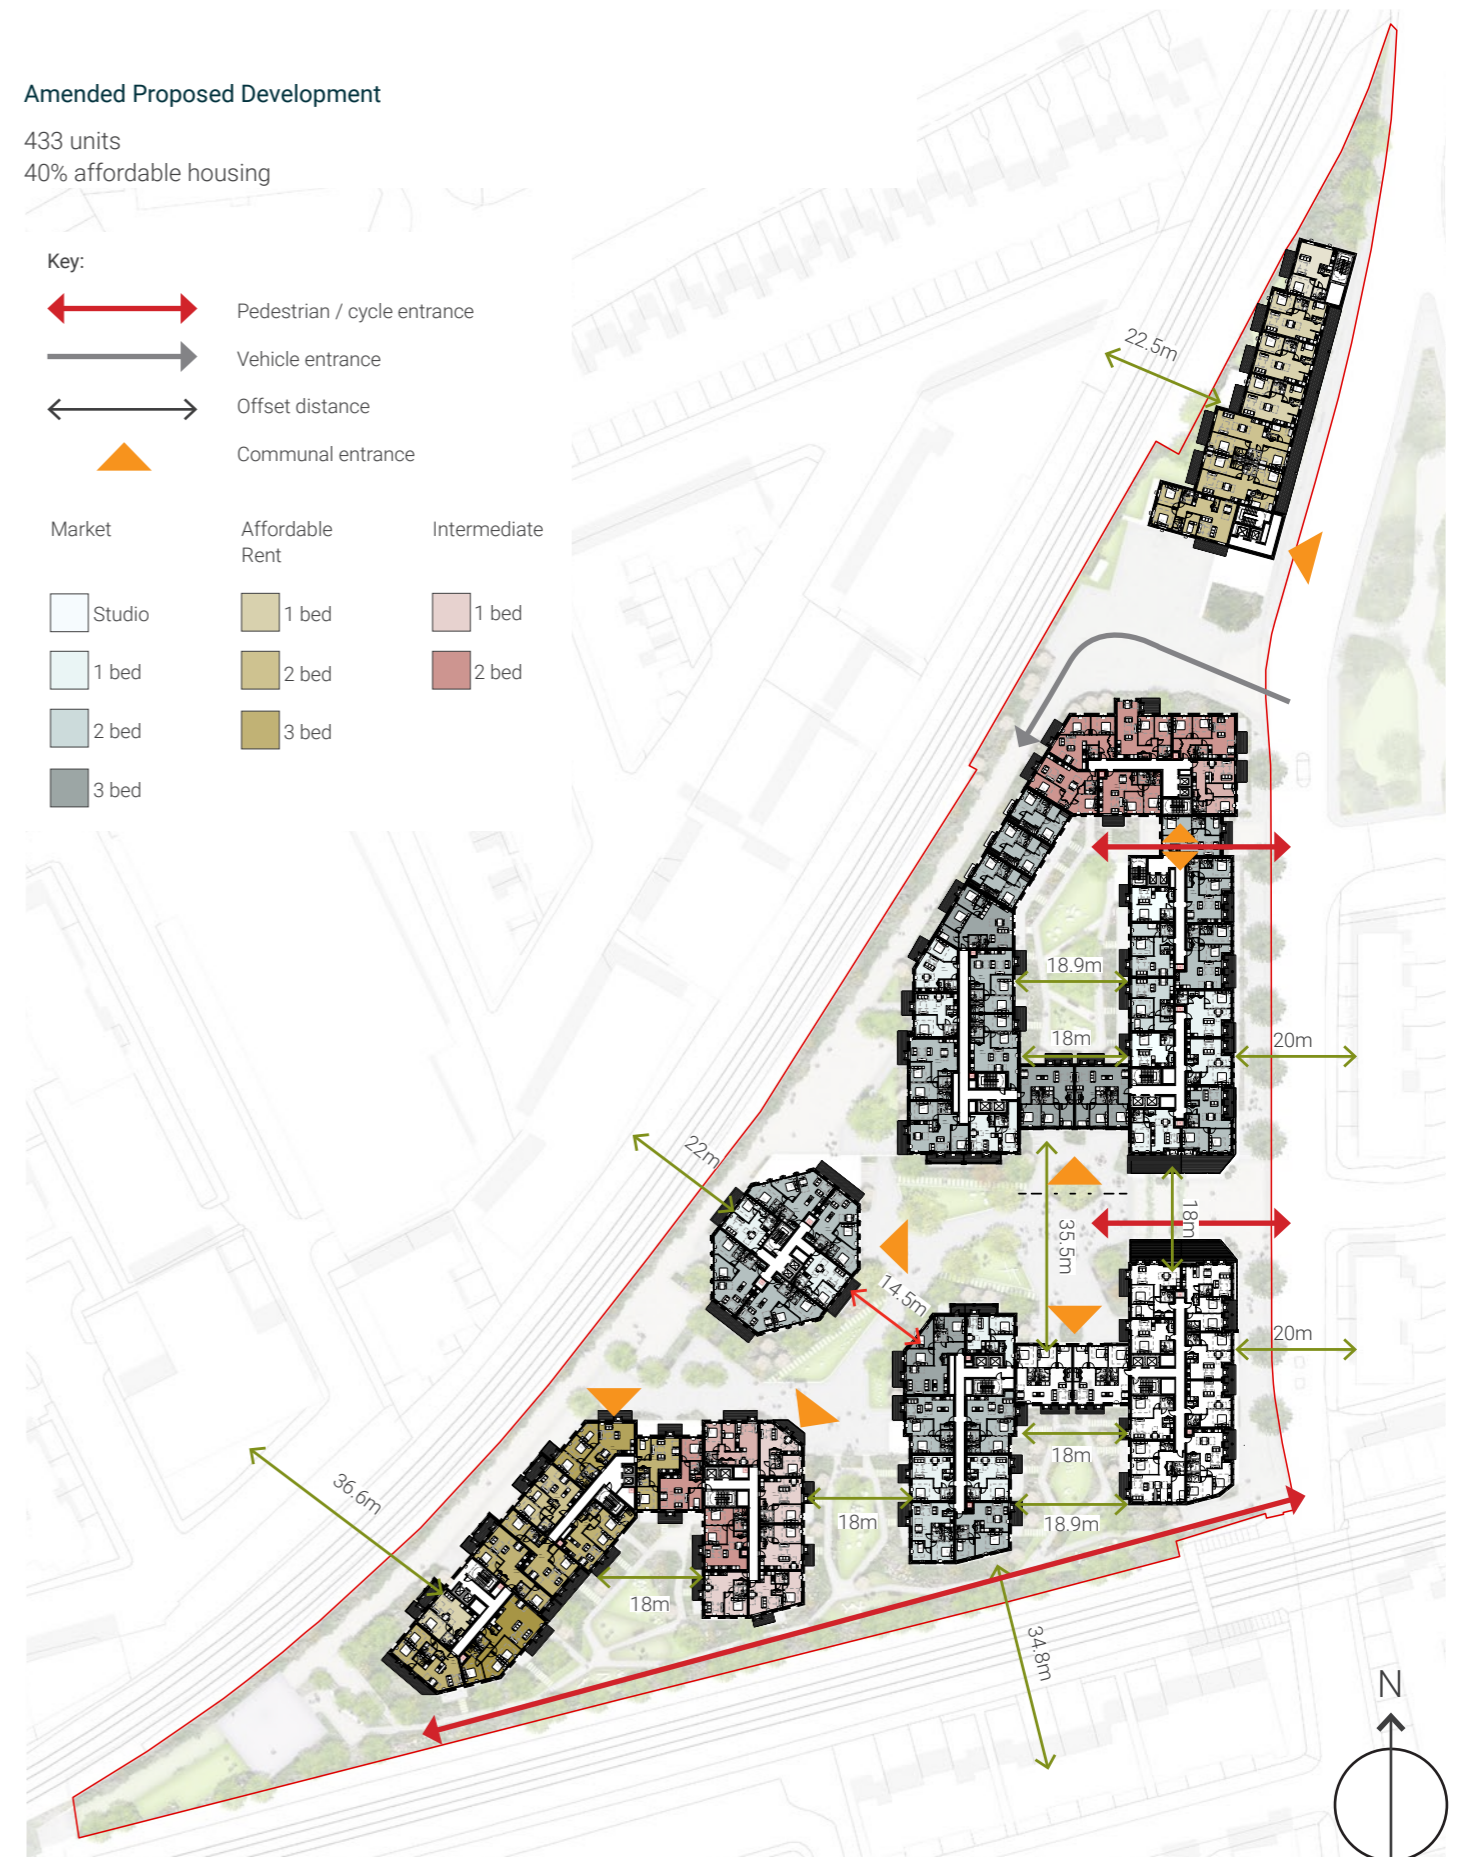 Amended Proposed Development
433 units
40% affordable housing
Key:
Pedestrian / cycle entrance
Vehicle entrance
Offset distance
Communal entrance
Market
Affordable
Rent
Intermediate
Studio
1 bed
2 bed
3 bed
1 bed
2 bed
3 bed
1 bed
2 bed
22.5m
18.9m
18m
20m
22m
18m
35.5m
14.5m
20m
18m
36.6m
18m
18.9m
18m
34.8m
N